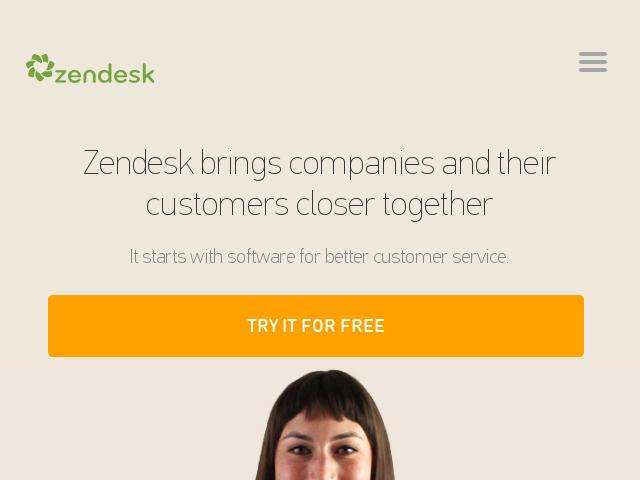 zendesk
Zendesk brings companies and their
customers closer together
It starts with software for better customer service.
TRY IT FOR FREE